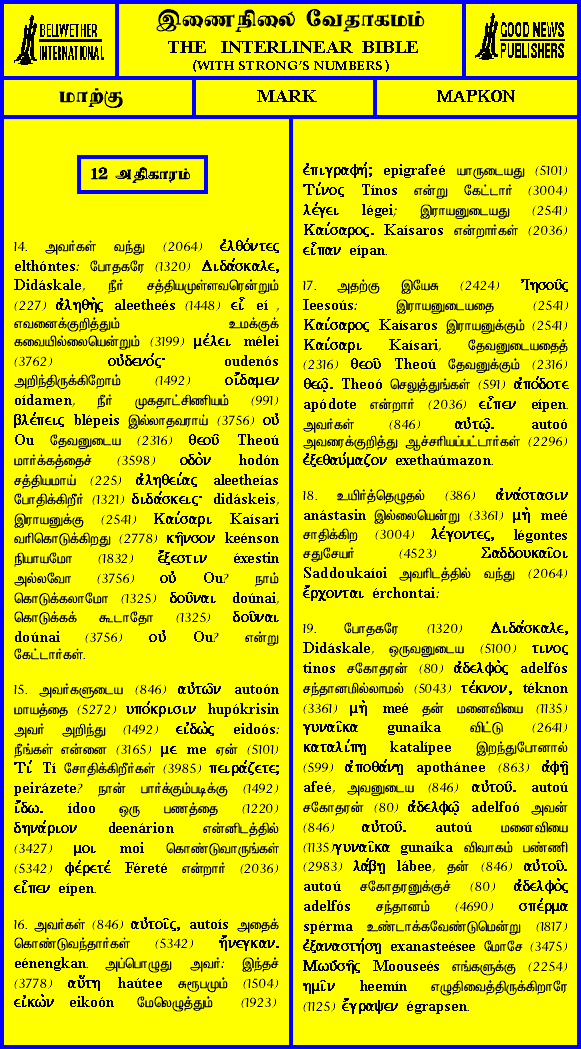 BELLWETHER
INTERNATIONAL
இணைநிலை வேதாகமம்
THE INTERLINEAR BIBLE
(WITH STRONG'S NUMBERS)
GOOD NEWS
PUBLISHERS
மாற்கு
MARK
ΜΑΡΚΟΝ
12 அதிகாரம்
14. அவர்கள் வந்து (2064) ἐλθόντες
elthóntes: போதகரே (1320) Διδάσκαλε,
Didáskale, நீர் சத்தியமுள்ளவரென்றும்
(227) ἀληθὴς aleetheés (1448) εἶ eí ,
எவனைக்குறித்தும் உமக்குக்
கவையில்லையென்றும் (3199) μέλει mélei
(3762) οὐδενός· oudenós
அறிந்திருக்கிறோம் (1492) οἴδαμεν
oídamen, நீர் முகதாட்சிணியம் (991)
βλέπεις blépeis இல்லாதவராய் (3756) οὐ
Ou தேவனுடைய (2316) θεοῦ Theoú
மார்க்கத்தைச் (3598) ὁδὸν hodón
சத்தியமாய் (225) ἀληθείας aleetheías
போதிக்கிறீர் (1321) διδάσκεις· didáskeis,
இராயனுக்கு (2541) Καίσαρι Kaísari
வரிகொடுக்கிறது (2778) κῆνσον keénson
நியாயமோ (1832) ἔξεστιν éxestin
அல்லவோ (3756) οὐ Ou? நாம்
கொடுக்கலாமோ (1325) δοῦναι doúnai,
கொடுக்கக் கூடாதோ (1325) δοῦναι
doúnai (3756) οὐ Ou? என்று
கேட்டார்கள்.
15. அவர்களுடைய (846) αὐτῶν autoón
மாயத்தை (5272) υπόκρισιν hupókrisin
அவர் அறிந்து (1492) εἰδὼς eidoós:
நீங்கள் என்னை (3165) με me ஏன் (5101)
Τί Tí சோதிக்கிறீர்கள் (3985) πειράζετε;
peirázete? நான் பார்க்கும்படிக்கு (1492)
ἴδω. ídoo ஒரு பணத்தை (1220)
δηνάριον deenárion என்னிடத்தில்
(3427) μοι moi கொண்டுவாருங்கள்
(5342) φέρετέ Féreté என்றார் (2036)
εἶπεν eípen.
16. அவர்கள் (846) αὐτοῖς, autoís அதைக்
கொண்டுவந்தார்கள் (5342) ἤνεγκαν.
eénengkan. அப்பொழுது அவர்: இந்தச்
(3778) αὕτη haútee சுரூபமும் (1504)
εἰκὼν eikoón மேலெழுத்தும் (1923)
ἐπιγραφή; epigrafeé யாருடையது (5101)
Τίνος Tínos என்று கேட்டார் (3004)
λέγει légei; இராயனுடையது (2541)
Καίσαρος. Kaísaros என்றார்கள் (2036)
εἶπαν eípan.
17. அதற்கு இயேசு (2424) Ἰησοῦς
Ieesoús: இராயனுடையதை (2541)
Καίσαρος Kaísaros இராயனுக்கும் (2541)
Καίσαρι Kaísari, தேவனுடையதைத்
(2316) θεοῦ Theoú தேவனுக்கும் (2316)
θεῷ. Theoó செலுத்துங்கள் (591) ἀπόδοτε
apódote என்றார் (2036) εἶπεν eípen.
அவர்கள் (846) αυτῷ. autoó
அவரைக்குறித்து ஆச்சரியப்பட்டார்கள் (2296)
ἐξεθαύμαζον exethaúmazon.
18. உயிர்த்தெழுதல் (386) ἀνάστασιν
anástasin இல்லையென்று (3361) μὴ meé
சாதிக்கிற (3004) λέγοντες, légontes
சதுசேயர் (4523) Σαδδουκαῖοι
Saddoukaíoi அவரிடத்தில் வந்து (2064)
ἔρχονται érchontai:
19. போதகரே (1320) Διδάσκαλε,
Didáskale, ஒருவனுடைய (5100) τινος
tinos சகோதரன் (80) ἀδελφὸς adelfós
சந்தானமில்லாமல் (5043) τέκνον, téknon
(3361) μὴ meé தன் மனைவியை (1135)
γυναῖκα gunaíka விட்டு (2641)
καταλίπῃ katalípee இறந்துபோனால்
(599) ἀποθάνῃ apothánee (863) ἀφῇ
afeé, அவனுடைய (846) αὐτοῦ. autoú
சகோதரன் (80) ἀδελφῷ adelfoó அவன்
(846) αὐτοῦ. autoú மனைவியை
(1135)γυναῖκα gunaíka விவாகம் பண்ணி
(2983) λάβῃ lábee, தன் (846) αὐτοῦ.
autoú சகோதரனுக்குச் (80) ἀδελφὸς
adelfós சந்தானம் (4690) σπέρμα
spérma உண்டாக்கவேண்டுமென்று (1817)
ἐξαναστήσῃ exanasteésee மோசே (3475)
Μωϋσῆς Moouseés எங்களுக்கு (2254)
ημῖν heemín எழுதிவைத்திருக்கிறாரே
(1125) ἔγραψεν égrapsen.